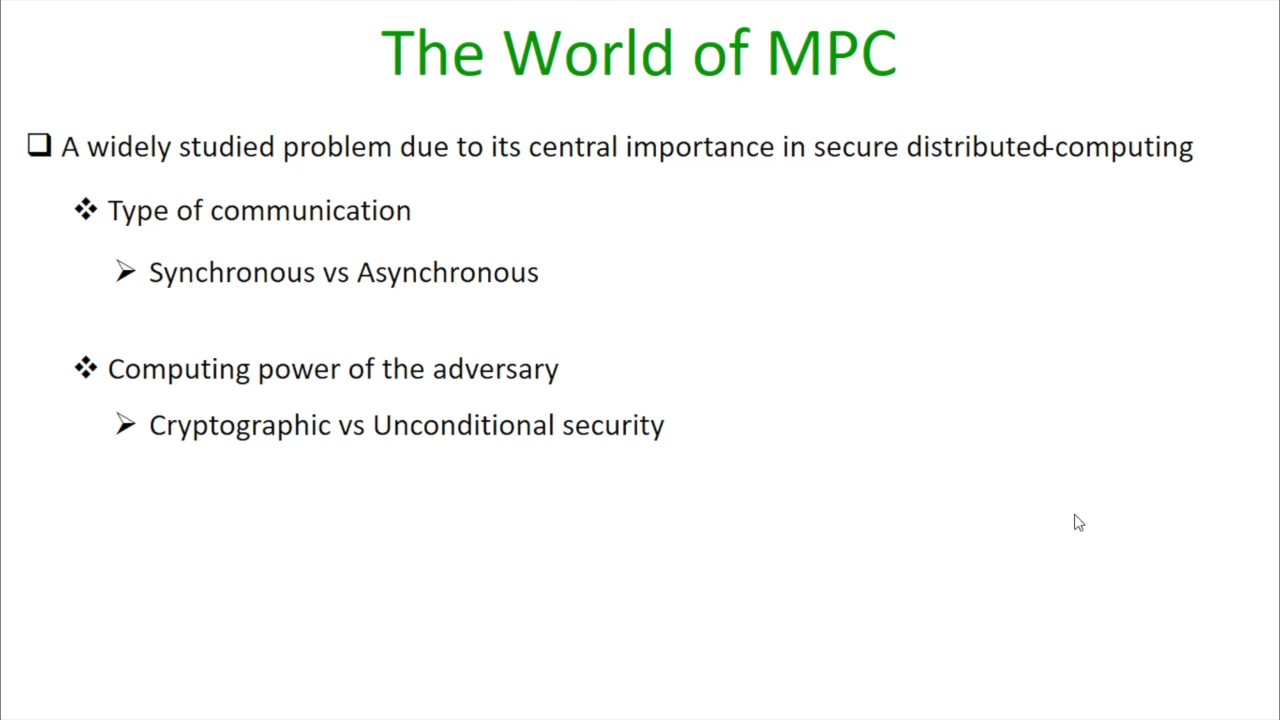 The World of MPC
A widely studied problem due to its central importance in secure distributed-computing
Type of communication
Synchronous vs Asynchronous
Computing power of the adversary
Cryptographic vs Unconditional security